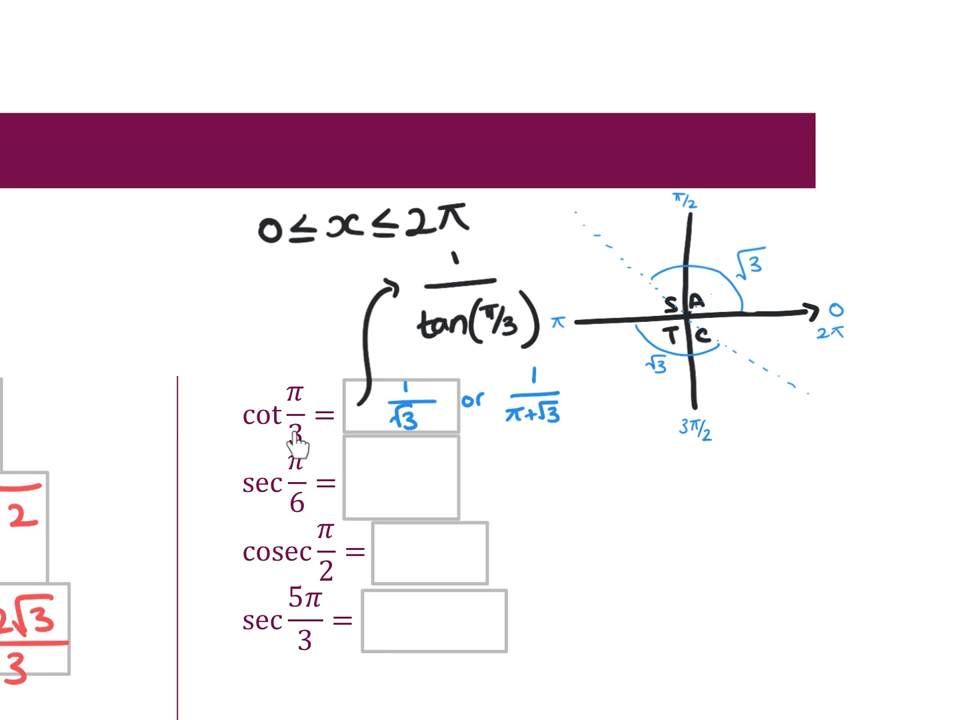 0 ≤ x ≤ 2π
1
tan(π/3)
π/2
√3
S A
π 0
T C 2π
√3
3π/2
cot π/3 = 1/√3 or 1/π+√3
sec π/6 =
cosec π/2 =
sec 5π/3 =
2
2√3
3